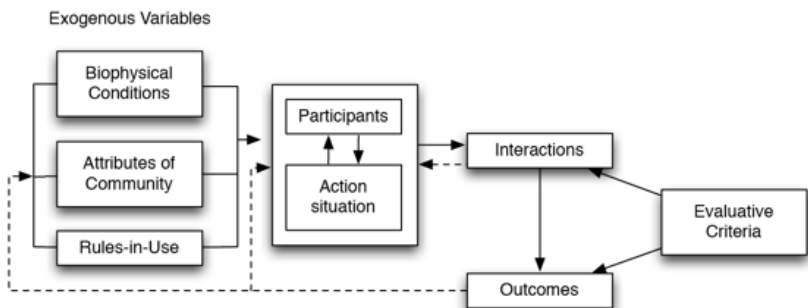 Exogenous Variables
Biophysical
Conditions
Attributes of
Community
Rules-in-Use
Participants
Action
situation
Interactions
Outcomes
Evaluative
Criteria